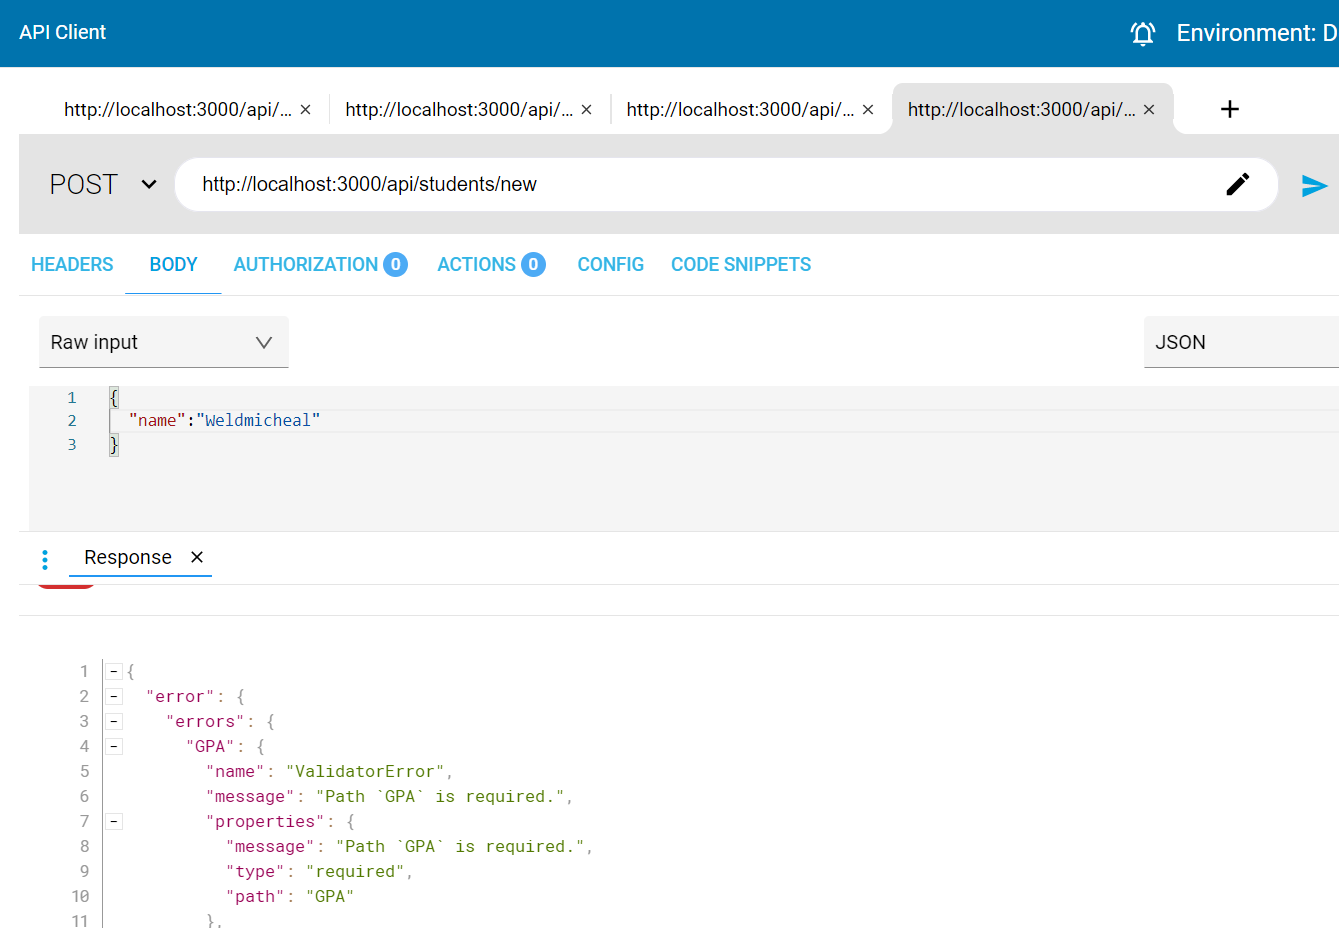 API Client
Environment: D
http://localhost:3000/api/... × http://localhost:3000/api/... × http://localhost:3000/api/... × http://localhost:3000/api/... × +
POST http://localhost:3000/api/students/new
HEADERS BODY AUTHORIZATION 0 ACTIONS 0 CONFIG CODE SNIPPETS
Raw input JSON
1 {
2 "name":"Weldmicheal"
3 }
Response ×
1 {
2 "error": {
3 "errors": {
4 "GPA": {
5 "name": "ValidatorError",
6 "message": "Path `GPA` is required.",
7 "properties": {
8 "message": "Path `GPA` is required.",
9 "type": "required",
10 "path": "GPA"
11 },